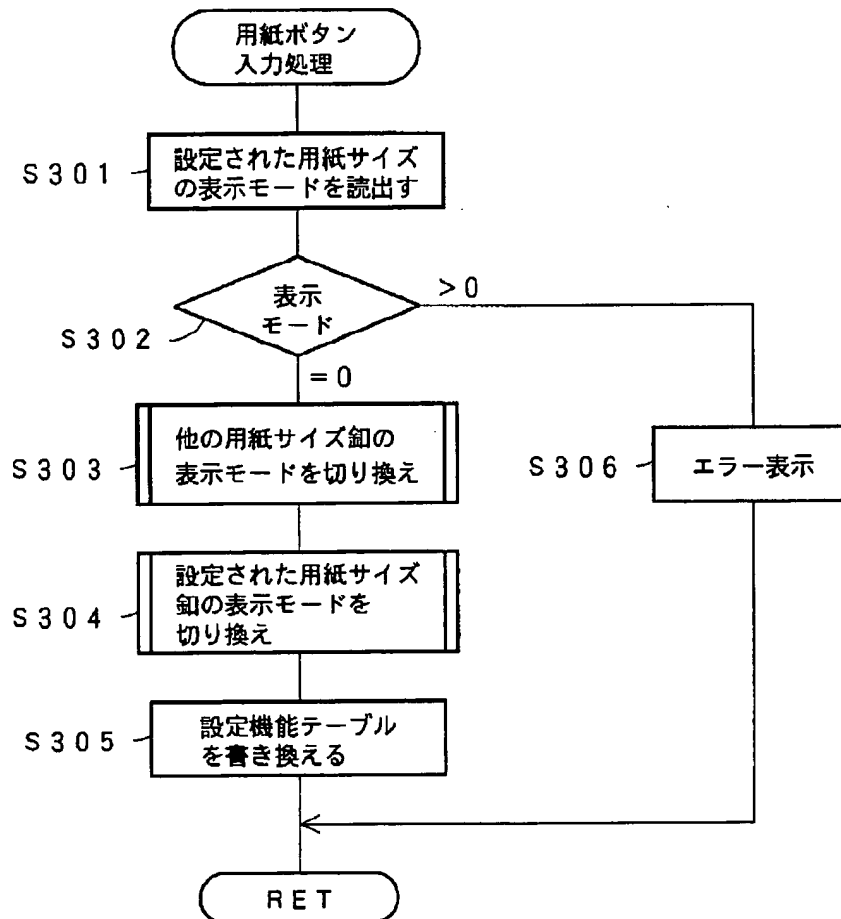 用紙ボタン
入力処理
S301
設定された用紙サイズ
の表示モードを読出す
表示
モード
>0
S302
=0
他の用紙サイズ釦の
表示モードを切り換え
S303
S306
エラー表示
設定された用紙サイズ
釦の表示モードを
切り換え
S304
S305
設定機能テーブル
を書き換える
RET